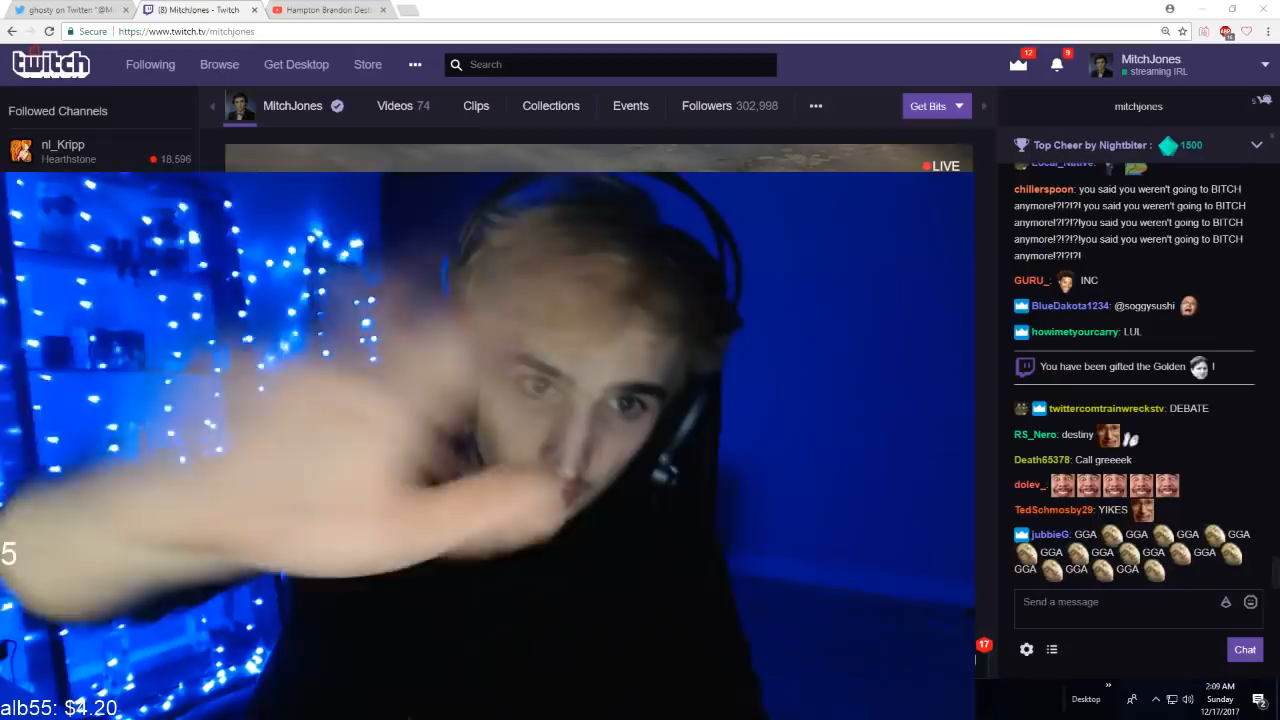 ghosty on Twitter: "@Mi
(8) MitchJones - Twitch
Hampton Brandon Dest
Secure
https://www.twitch.tv/mitchjones
twitch
Following
Browse
Get Desktop
Store
Search
12
9
MitchJones
streaming IRL
Followed Channels
nl_Kripp
Hearthstone
18,596
MitchJones
Videos 74
Clips
Collections
Events
Followers 302,998
Get Bits
mitchjones
Top Cheer by Nightbiter :
1500
LIVE
Local_Native:
chillerspoon: you said you weren't going to BITCH
anymore!?!?!?! you said you weren't going to BITCH
anymore!?!?!?!you said you weren't going to BITCH
anymore!?!?!?!you said you weren't going to BITCH
anymore!?!?!?!
GURU_: INC
BlueDakota1234: @soggysushi
howimetyourcarry: LUL
You have been gifted the Golden !
twittercomtrainwreckstv: DEBATE
RS_Nero: destiny
Death65378: Call greeeek
dolev_:
TedSchmosby29: YIKES
jubbieG: GGA GGA GGA GGA
GGA GGA GGA GGA
GGA GGA GGA
Send a message
Chat
17
5
alb55: $4.20
Desktop
2:09 AM
Sunday
12/17/2017
2